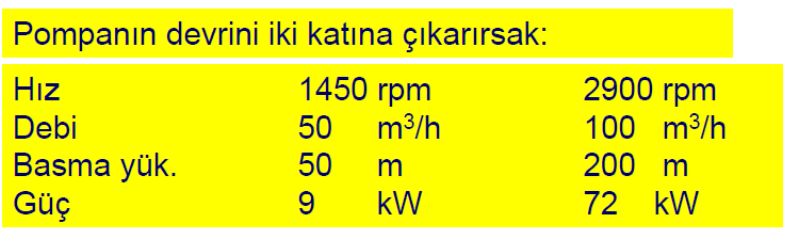 Pompanın devrini iki katına çıkarırsak:
Hız 1450 rpm 2900 rpm
Debi 50 m³/h 100 m³/h
Basma yük. 50 m 200 m
Güç 9 kW 72 kW